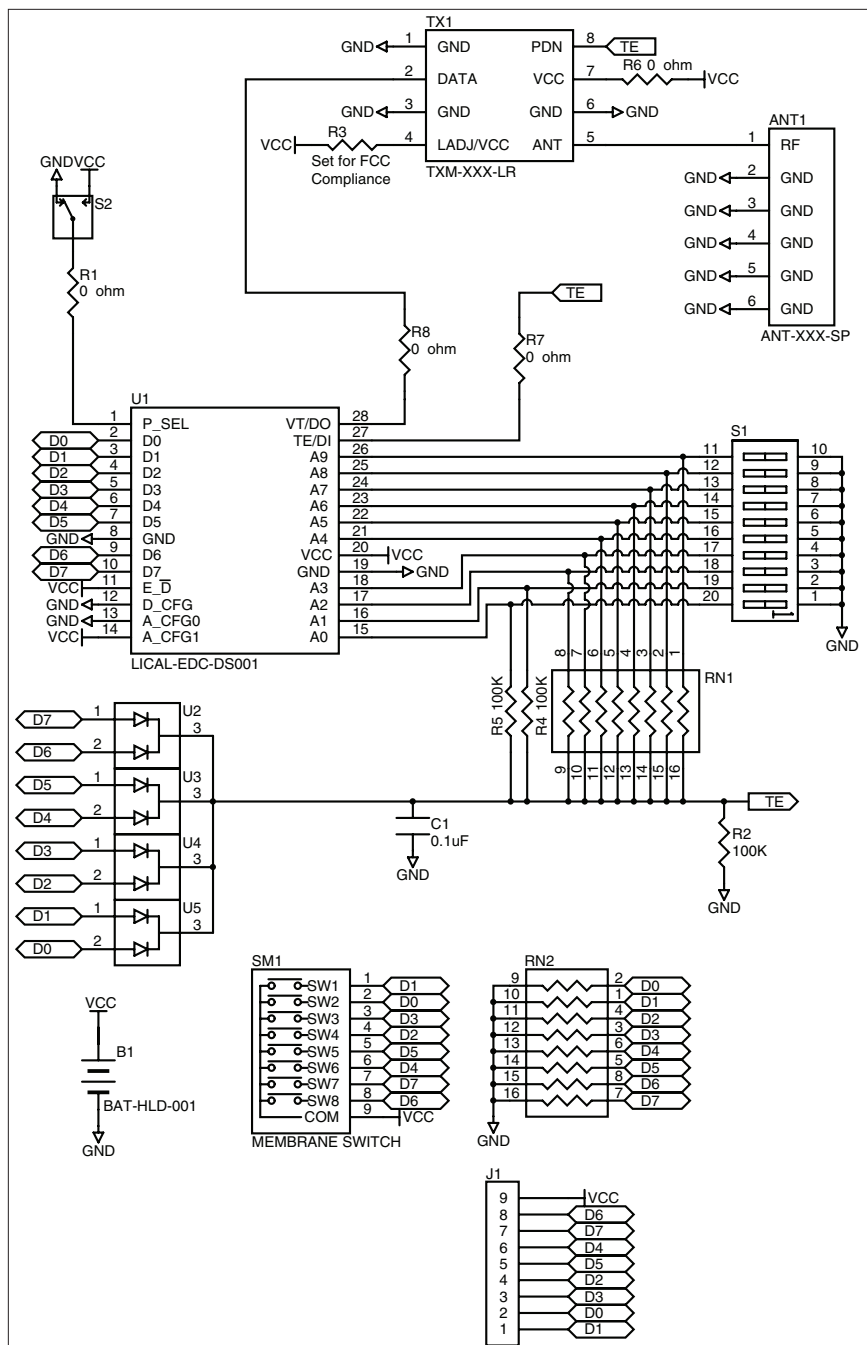 TX1
GND 1 GND PDN 8 TE
R6 0 ohm
2 DATA VCC 7 VCC
GND 3 GND GND 6 GND
R3
VCC 4 LADJ/VCC ANT 5
Set for FCC
Compliance
TXM-XXX-LR
ANT1
1 RF
GND 2 GND
GND 3 GND
GND 4 GND
GND 5 GND
GND 6 GND
ANT-XXX-SP
GND VCC
S2
R1
0 ohm
TE
R8
0 ohm
R7
0 ohm
U1
1 P_SEL VT/DO 28
D0 2 D0 TE/DI 27
D1 3 D1 A9 26
D2 4 D2 A8 25
D3 5 D3 A7 24
D4 6 D4 A6 23
D5 7 D5 A5 22
GND 8 GND A4 21
D6 9 D6 VCC 20 VCC
D7 10 D7 GND 19 GND
VCC 11 E_D A3 18
GND 12 D_CFG A2 17
GND 13 A_CFG0 A1 16
VCC 14 A_CFG1 A0 15
LICAL-EDC-DS001
S1
11 10
12 9
13 8
14 7
15 6
16 5
17 4
18 3
19 2
20 1
GND
8 7 6 5 4 3 2 1
RN1
R5 100K
R4 100K
9 10 11 12 13 14 15 16
D7 1 U2
3
D6 2
D5 1 U3
3
D4 2
D3 1 U4
3
D2 2
D1 1 U5
3
D0 2
C1
0.1uF
GND
TE
R2
100K
GND
VCC
B1
BAT-HLD-001
GND
SM1
SW1 1 D1
SW2 2 D0
SW3 3 D3
SW4 4 D2
SW5 5 D5
SW6 6 D4
SW7 7 D7
SW8 8 D6
COM 9 VCC
MEMBRANE SWITCH
RN2
9 2 D0
10 1 D1
11 4 D2
12 3 D3
13 6 D4
14 5 D5
15 8 D6
16 7 D7
GND
J1
9 VCC
8 D6
7 D7
6 D4
5 D5
4 D2
3 D3
2 D0
1 D1